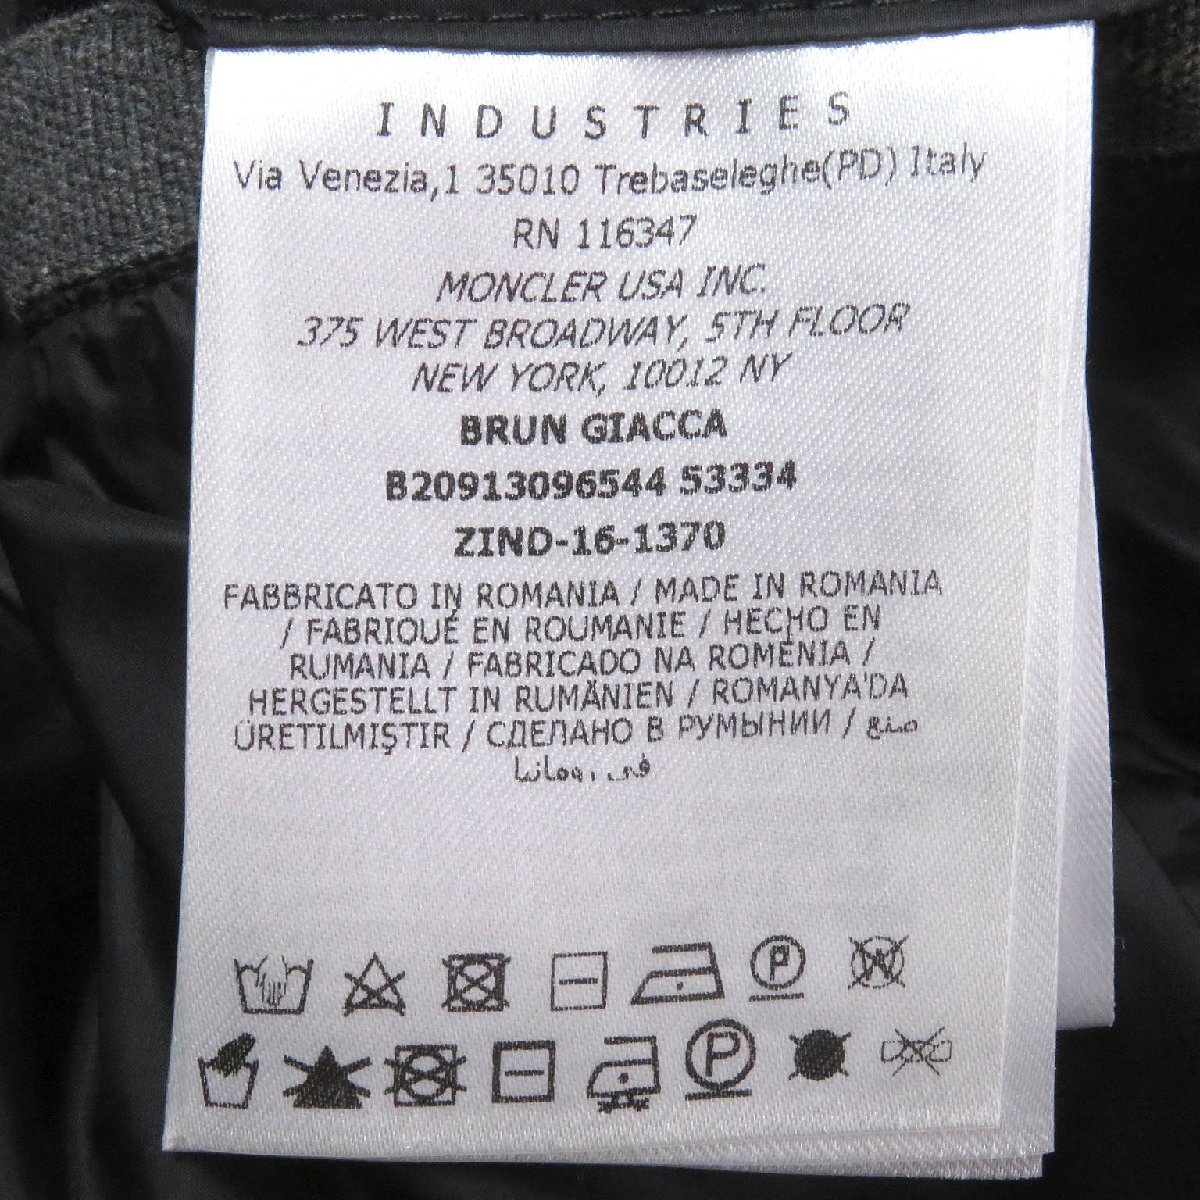 INDUSTRIES
Via Venezia,1 35010 Trebaseleghe(PD) Italy
RN 116347
MONCLER USA INC.
375 WEST BROADWAY, 5TH FLOOR
NEW YORK, 10012 NY
BRUN GIACCA
B20913096544 53334
ZIND-16-1370
FABBRICATO IN ROMANIA / MADE IN ROMANIA
/ FABRIQUÉ EN ROUMANIE / HECHO EN
RUMANIA / FABRICADO NA ROMÉNIA /
HERGESTELLT IN RUMÄNIEN / ROMANYA'DA
ÜRETILMIŞTIR / СДЕЛАНО В РУМЫНИИ / صنع
في رومانيا
P W
P